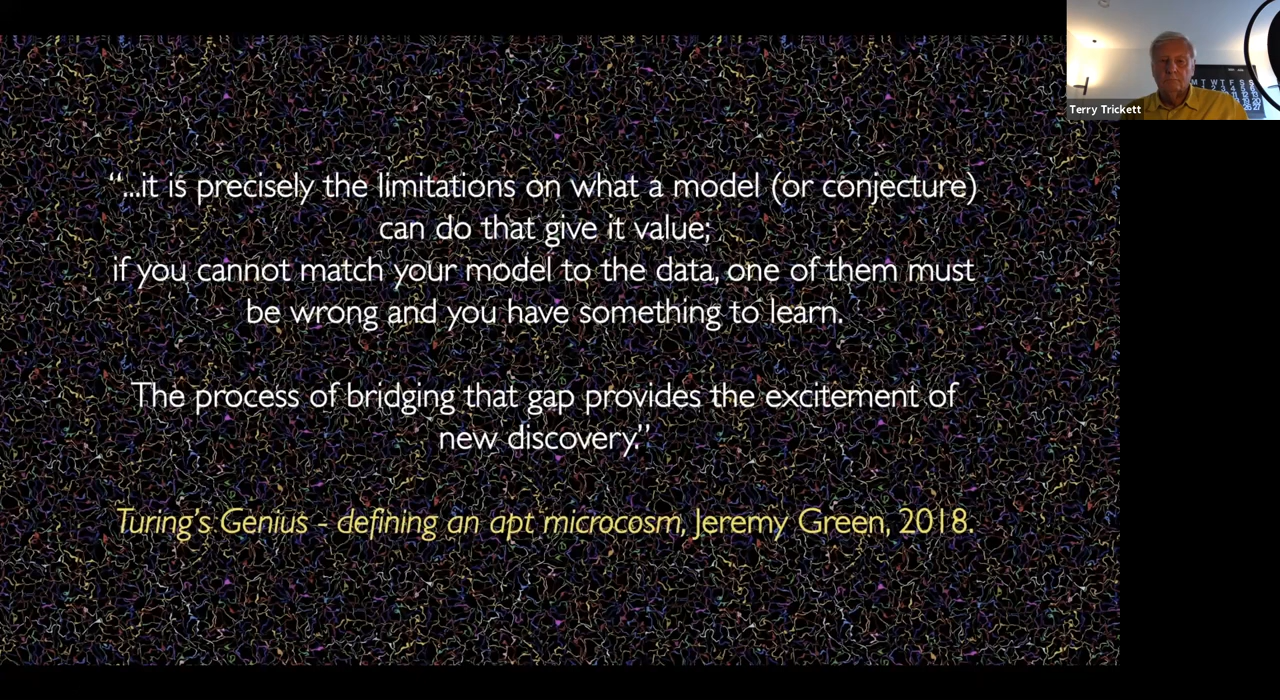 “...it is precisely the limitations on what a model (or conjecture)
can do that give it value;
if you cannot match your model to the data, one of them must
be wrong and you have something to learn.
The process of bridging that gap provides the excitement of
new discovery.”
Turing’s Genius - defining an apt microcosm, Jeremy Green, 2018.
Terry Trickett
M T W T F S S